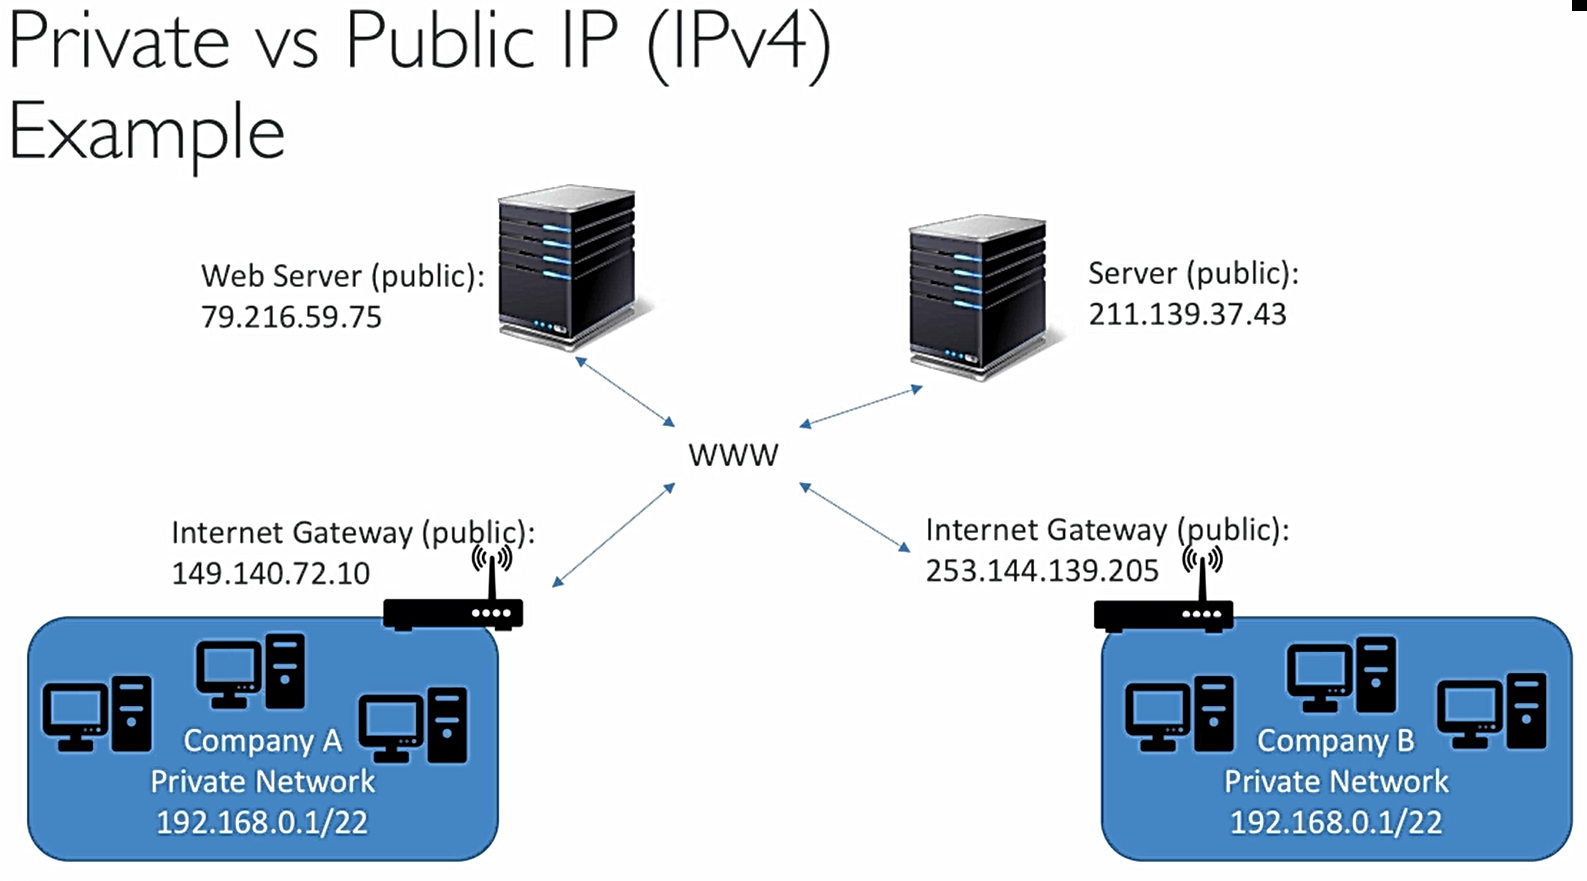 Private vs Public IP (IPv4)
Example
Web Server (public):
79.216.59.75
Server (public):
211.139.37.43
WWW
Internet Gateway (public):
149.140.72.10
Internet Gateway (public):
253.144.139.205
Company A
Private Network
192.168.0.1/22
Company B
Private Network
192.168.0.1/22